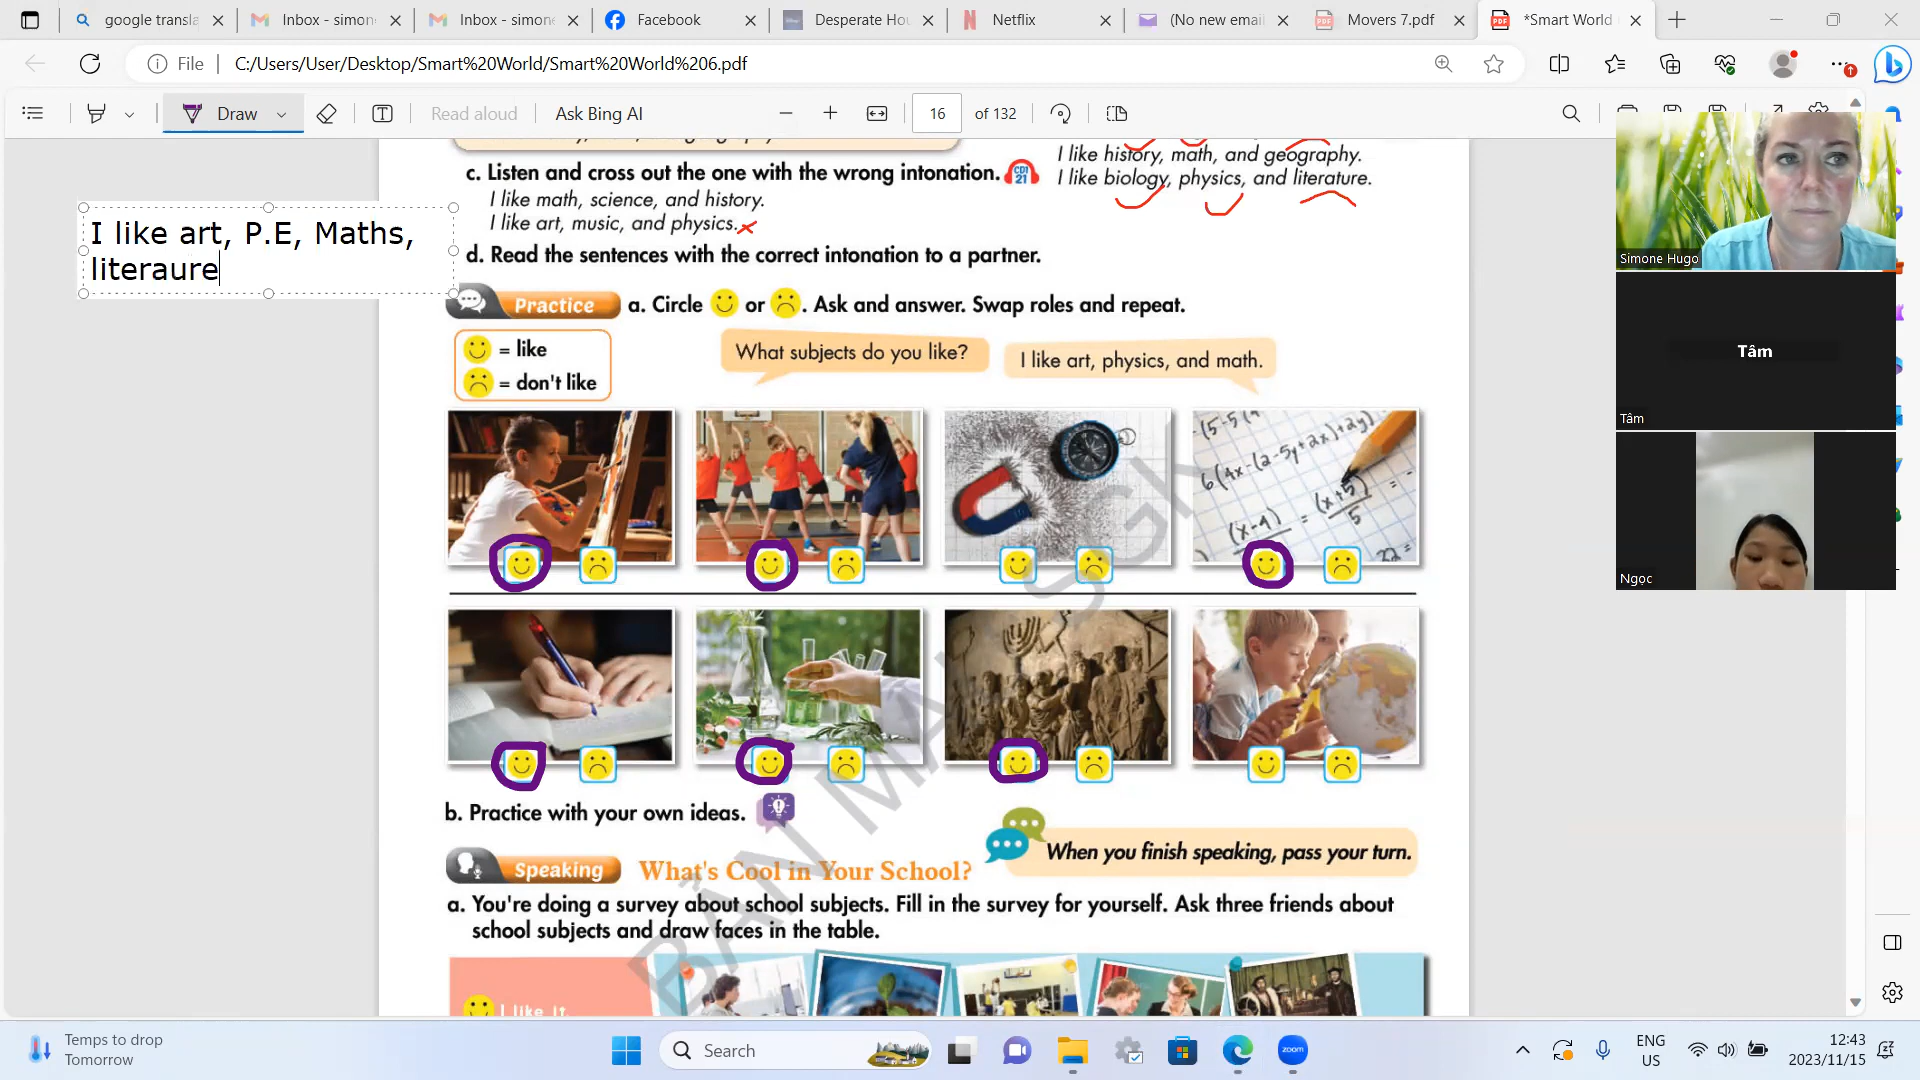 google transla
Inbox - simon
Inbox - simone
Facebook
Desperate Hou
Netflix
(No new email
Movers 7.pdf
*Smart World
File
C:/Users/User/Desktop/Smart%20World/Smart%20World%206.pdf
Draw
Read aloud
Ask Bing AI
16
of 132
c. Listen and cross out the one with the wrong intonation.
CD1
21
I like math, science, and history.
I like art, music, and physics.
I like history, math, and geography.
I like biology, physics, and literature.
d. Read the sentences with the correct intonation to a partner.
I like art, P.E, Maths,
literaure
Practice
a. Circle or . Ask and answer. Swap roles and repeat.
= like
= don't like
What subjects do you like?
I like art, physics, and math.
b. Practice with your own ideas.
When you finish speaking, pass your turn.
Speaking
What's Cool in Your School?
a. You're doing a survey about school subjects. Fill in the survey for yourself. Ask three friends about
school subjects and draw faces in the table.
I like it.
Simone Hugo
Tâm
Tâm
Ngọc
Temps to drop
Tomorrow
Search
zoom
ENG
US
12:43
2023/11/15